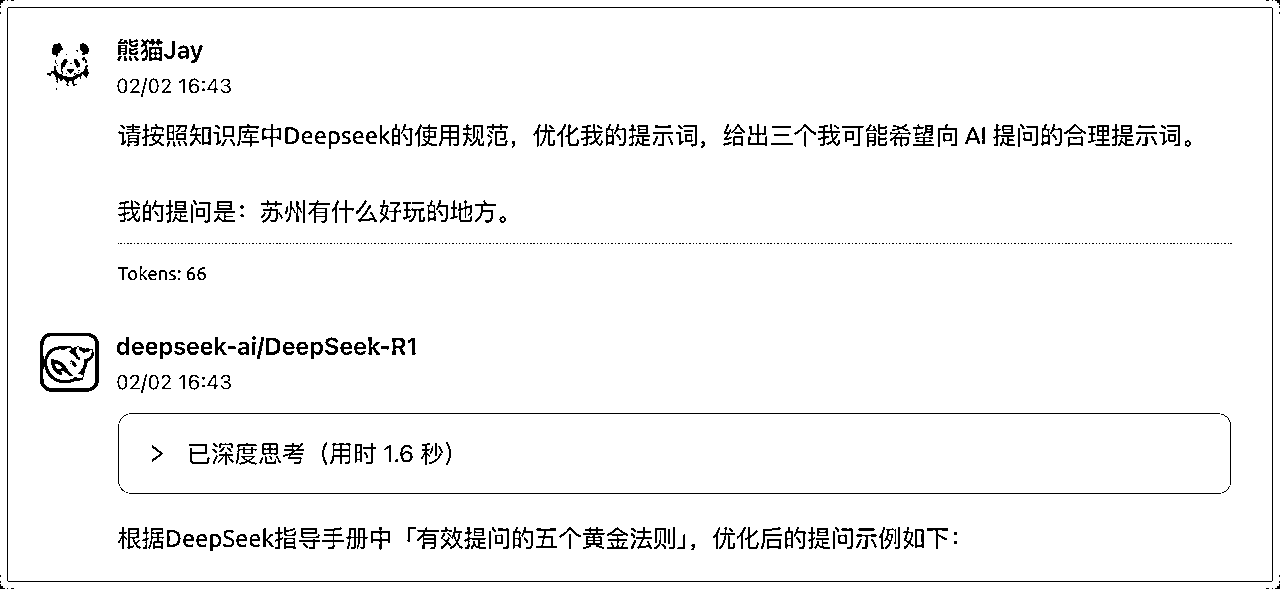 熊猫Jay
02/02 16:43
请按照知识库中Deepseek的使用规范，优化我的提示词，给出三个我可能希望向 AI 提问的合理提示词。
我的提问是：苏州有什么好玩的地方。
Tokens: 66
deepseek-ai/DeepSeek-R1
02/02 16:43
> 已深度思考（用时 1.6 秒）
根据DeepSeek指导手册中「有效提问的五个黄金法则」，优化后的提问示例如下：